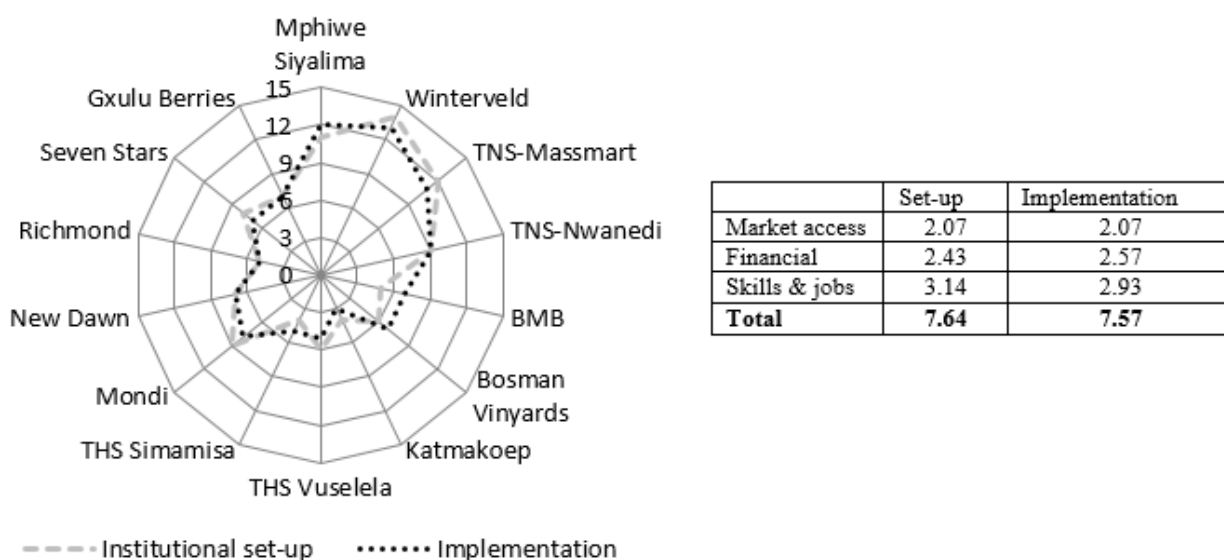 Mphiwe
Siyalima
Gxulu Berries
15
Winterveld
12
Seven Stars
9
TNS-Massmart
6
Richmond
3
TNS-Nwanedi
0
New Dawn
BMB
Mondi
Bosman
Vinyards
THS Simamisa
Katmakoep
THS Vuselela
Institutional set-up
Implementation
Set-up Implementation
Market access 2.07 2.07
Financial 2.43 2.57
Skills & jobs 3.14 2.93
Total 7.64 7.57